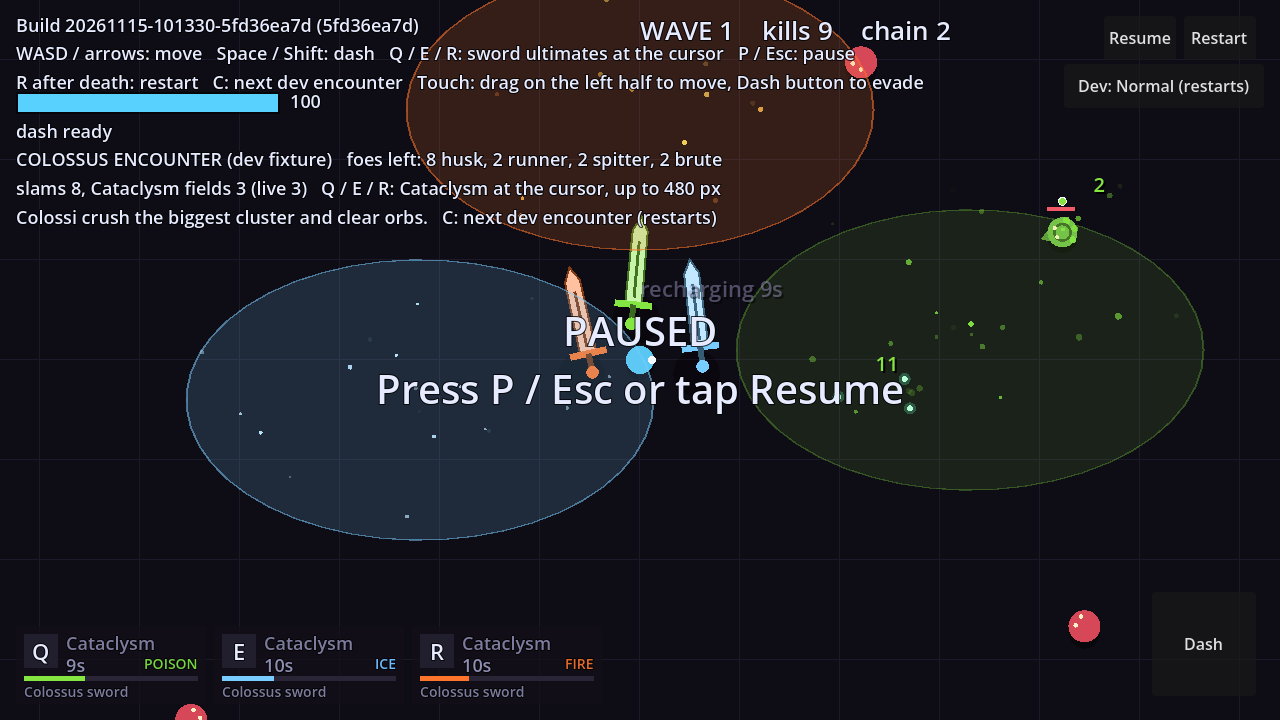 Build 20261115-101330-5fd36ea7d (5fd36ea7d)
WAVE 1 kills 9 chain 2
Resume
Restart
WASD / arrows: move Space / Shift: dash Q / E / R: sword ultimates at the cursor P / Esc: pause
R after death: restart C: next dev encounter Touch: drag on the left half to move, Dash button to evade
Dev: Normal (restarts)
100
dash ready
COLOSSUS ENCOUNTER (dev fixture) foes left: 8 husk, 2 runner, 2 spitter, 2 brute
slams 8, Cataclysm fields 3 (live 3) Q / E / R: Cataclysm at the cursor, up to 480 px
2
Colossi crush the biggest cluster and clear orbs. C: next dev encounter (restarts)
recharging 9s
PAUSED
11
Press P / Esc or tap Resume
Q
Cataclysm
9s
POISON
Colossus sword
E
Cataclysm
10s
ICE
Colossus sword
R
Cataclysm
10s
FIRE
Colossus sword
Dash